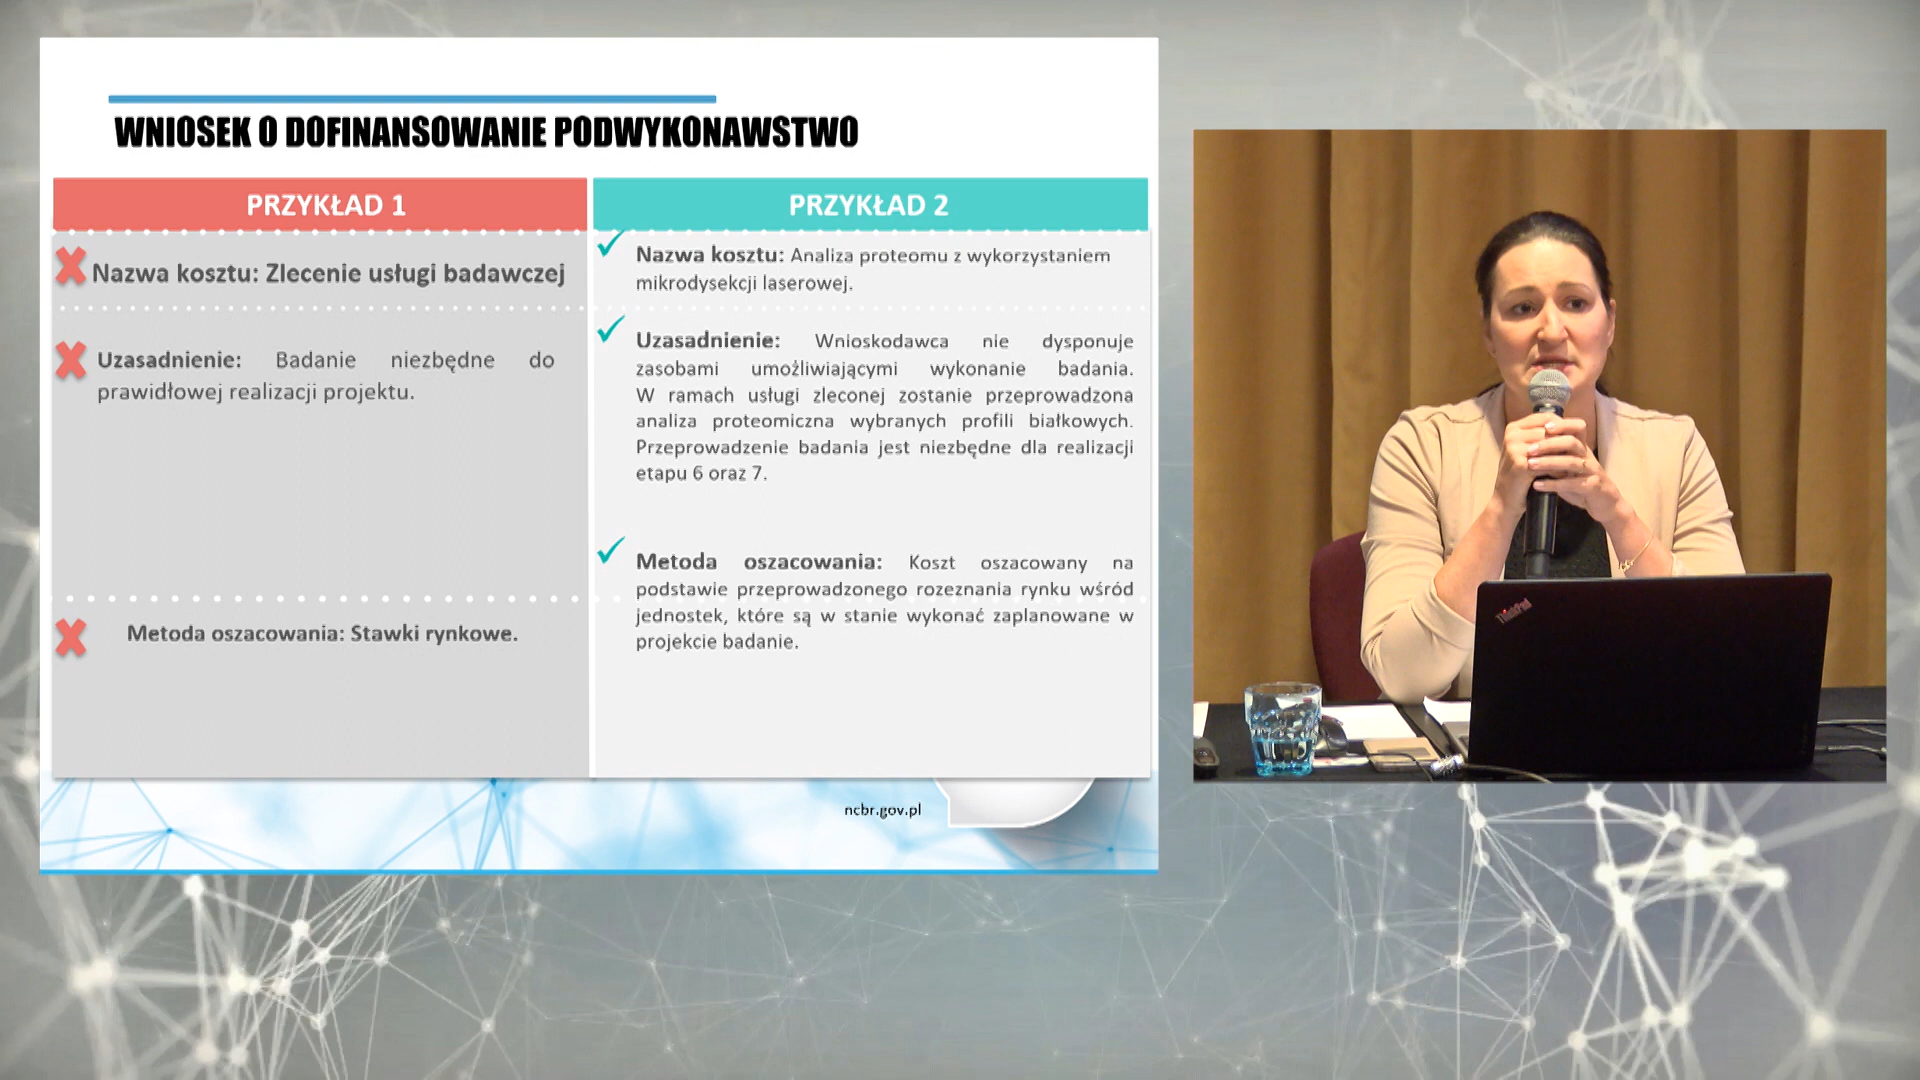 WNIOSEK O DOFINANSOWANIE PODWYKONAWSTWO
PRZYKŁAD 1
Nazwa kosztu: Zlecenie usługi badawczej
Uzasadnienie: Badanie niezbędne do
prawidłowej realizacji projektu.
Metoda oszacowania: Stawki rynkowe.
PRZYKŁAD 2
Nazwa kosztu: Analiza proteomu z wykorzystaniem
mikrodysekcji laserowej.
Uzasadnienie: Wnioskodawca nie dysponuje
zasobami umożliwiającymi wykonanie badania.
W ramach usługi zleconej zostanie przeprowadzona
analiza proteomiczna wybranych profili białkowych.
Przeprowadzenie badania jest niezbędne dla realizacji
etapu 6 oraz 7.
Metoda oszacowania: Koszt oszacowany na
podstawie przeprowadzonego rozeznania rynku wśród
jednostek, które są w stanie wykonać zaplanowane w
projekcie badanie.
ncbr.gov.pl
ThinkPad